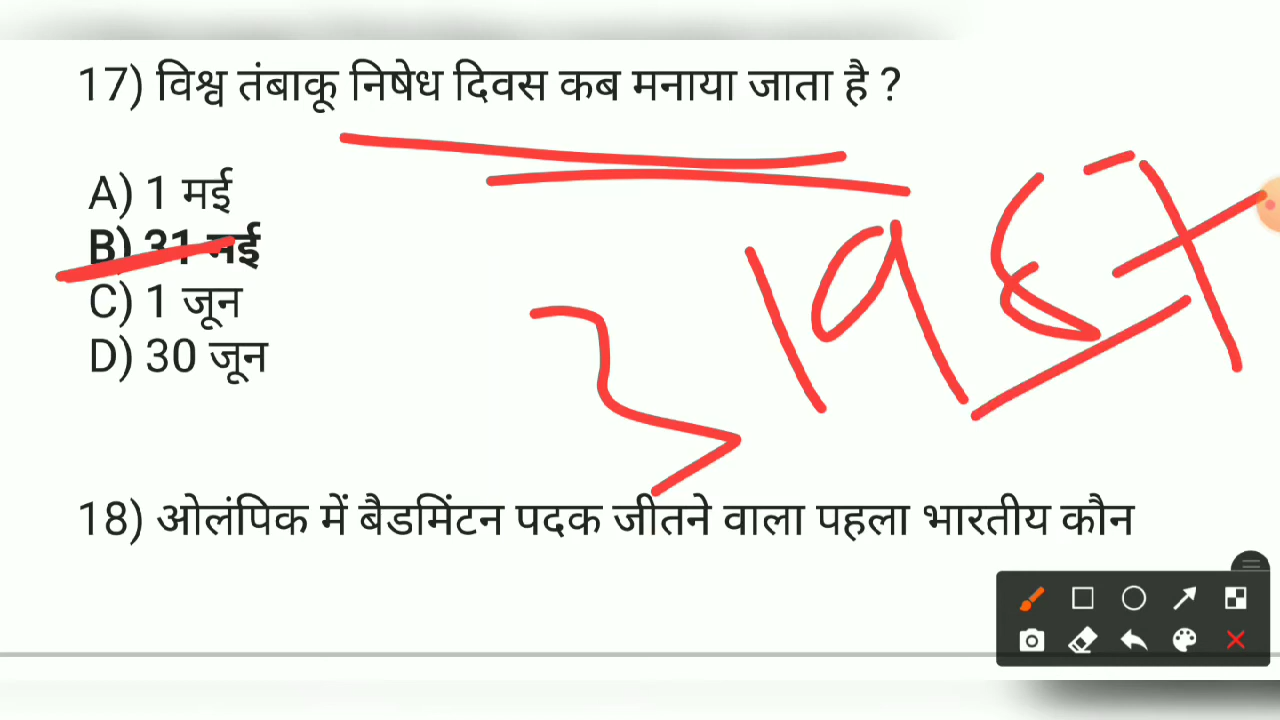 17) विश्व तंबाकू निषेध दिवस कब मनाया जाता है ?
A) 1 मई
B) 31 मई
C) 1 जून
D) 30 जून
18) ओलंपिक में बैडमिंटन पदक जीतने वाला पहला भारतीय कौन